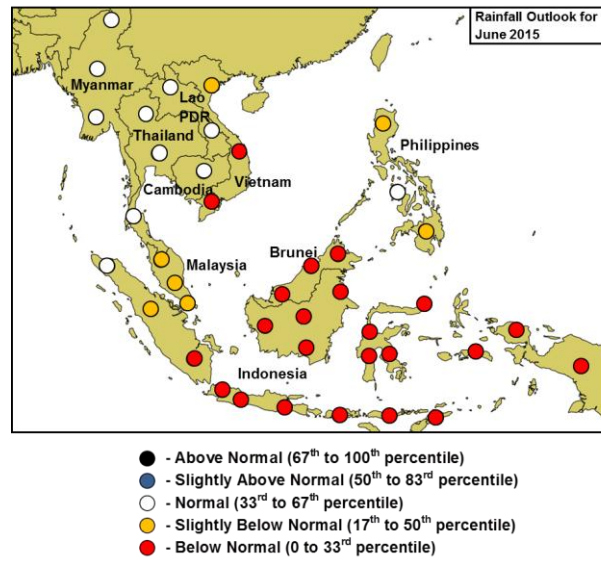 Rainfall Outlook for
June 2015
Myanmar
Lao
PDR
Thailand
Philippines
Cambodia
Vietnam
Brunei
Malaysia
Indonesia
- Above Normal (67th to 100th percentile)
- Slightly Above Normal (50th to 83rd percentile)
- Normal (33rd to 67th percentile)
- Slightly Below Normal (17th to 50th percentile)
- Below Normal (0 to 33rd percentile)